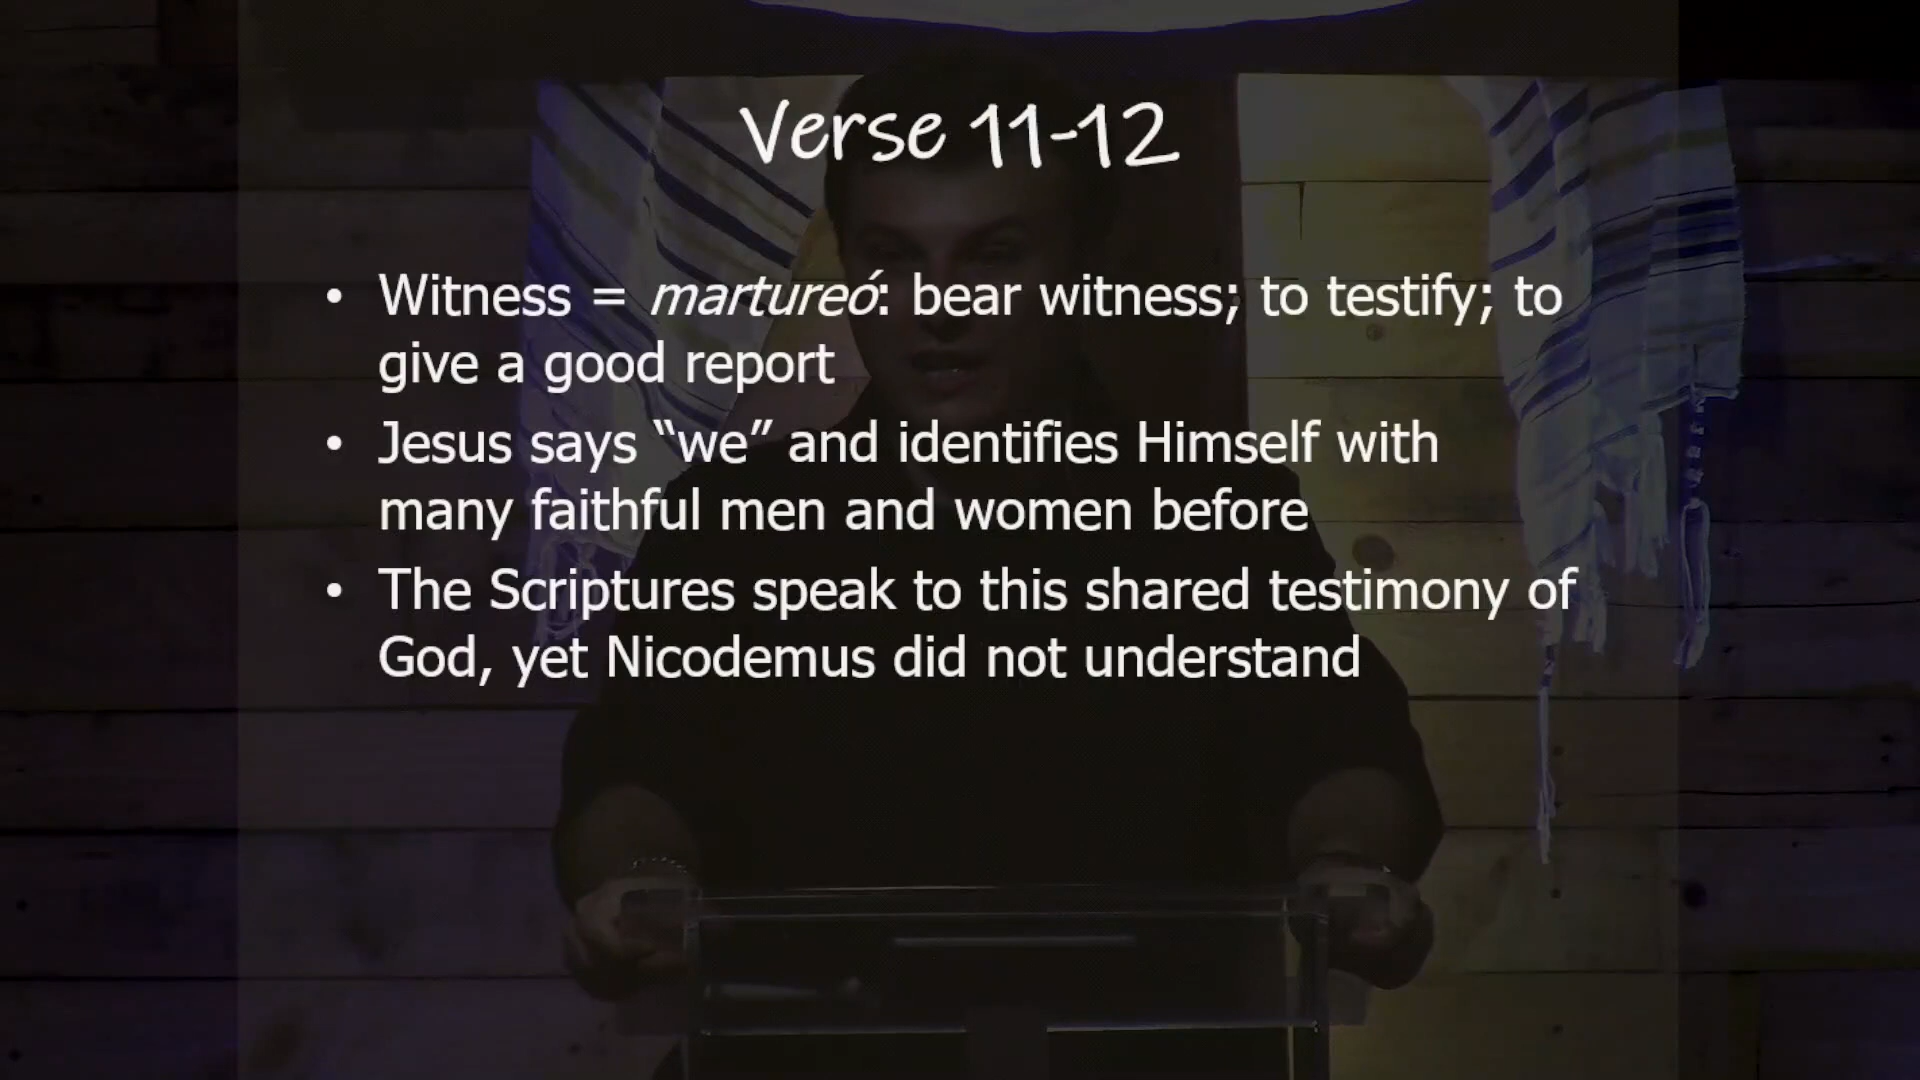 Verse 11-12
• Witness = martureó: bear witness; to testify; to
give a good report
• Jesus says “we” and identifies Himself with
many faithful men and women before
• The Scriptures speak to this shared testimony of
God, yet Nicodemus did not understand